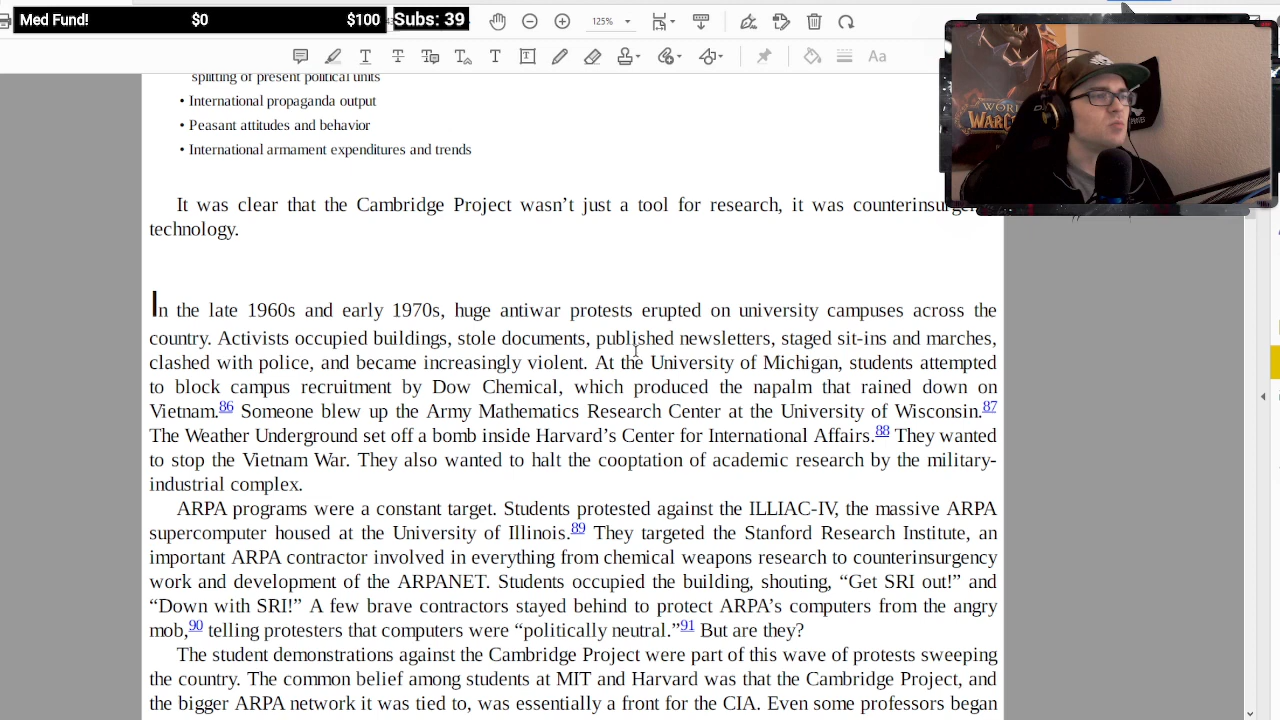 Med Fund! $0 $100 Subs: 39 125%
Aa
splitting of present political units
• International propaganda output
• Peasant attitudes and behavior
• International armament expenditures and trends
WORLD
WARCRAFT
It was clear that the Cambridge Project wasn’t just a tool for research, it was
technology.
In the late 1960s and early 1970s, huge antiwar protests erupted on university campuses across the
country. Activists occupied buildings, stole documents, published newsletters, staged sit-ins and marches,
clashed with police, and became increasingly violent. At the University of Michigan, students attempted
to block campus recruitment by Dow Chemical, which produced the napalm that rained down on
Vietnam.86 Someone blew up the Army Mathematics Research Center at the University of Wisconsin.87
The Weather Underground set off a bomb inside Harvard’s Center for International Affairs.88 They wanted
to stop the Vietnam War. They also wanted to halt the cooptation of academic research by the military-
industrial complex.
ARPA programs were a constant target. Students protested against the ILLIAC-IV, the massive ARPA
supercomputer housed at the University of Illinois.89 They targeted the Stanford Research Institute, an
important ARPA contractor involved in everything from chemical weapons research to counterinsurgency
work and development of the ARPANET. Students occupied the building, shouting, “Get SRI out!” and
“Down with SRI!” A few brave contractors stayed behind to protect ARPA’s computers from the angry
mob,90 telling protesters that computers were “politically neutral.”91 But are they?
The student demonstrations against the Cambridge Project were part of this wave of protests sweeping
the country. The common belief among students at MIT and Harvard was that the Cambridge Project, and
the bigger ARPA network it was tied to, was essentially a front for the CIA. Even some professors began